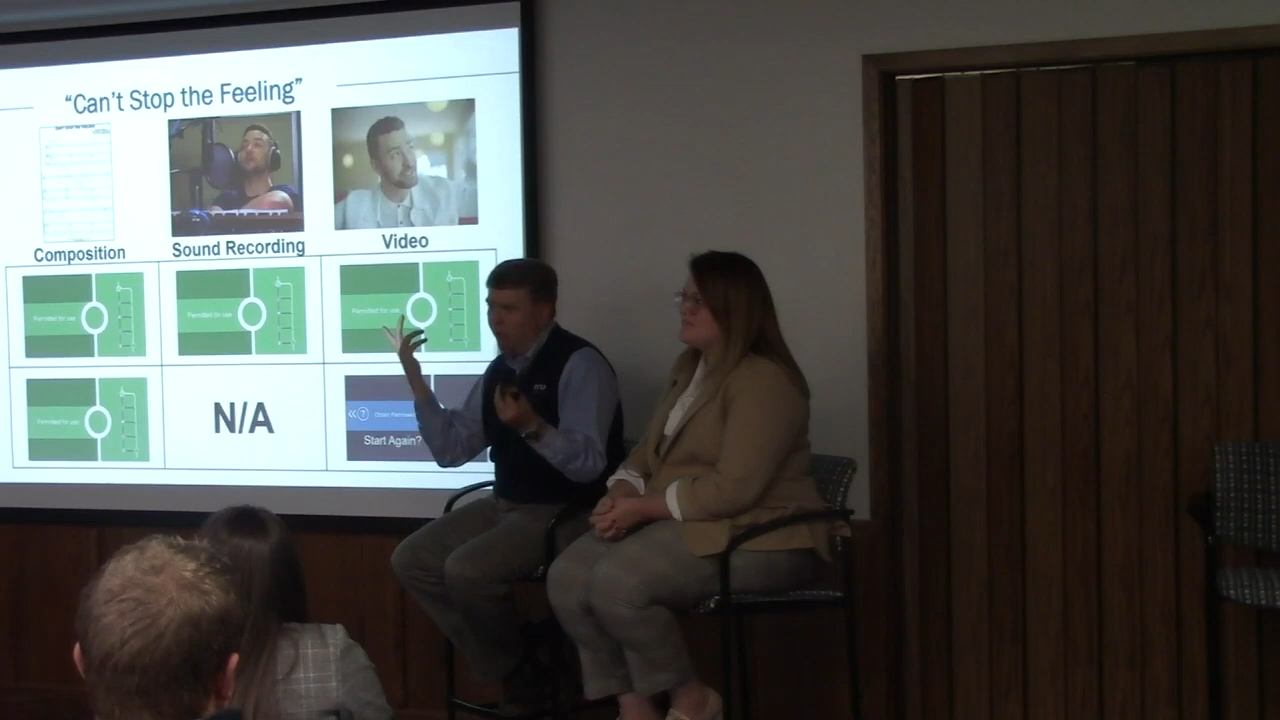 “Can’t Stop the Feeling”
Composition
Sound Recording
Video
Permitted for use
Permitted for use
Permitted for use
Permitted for use
N/A
Start Again?